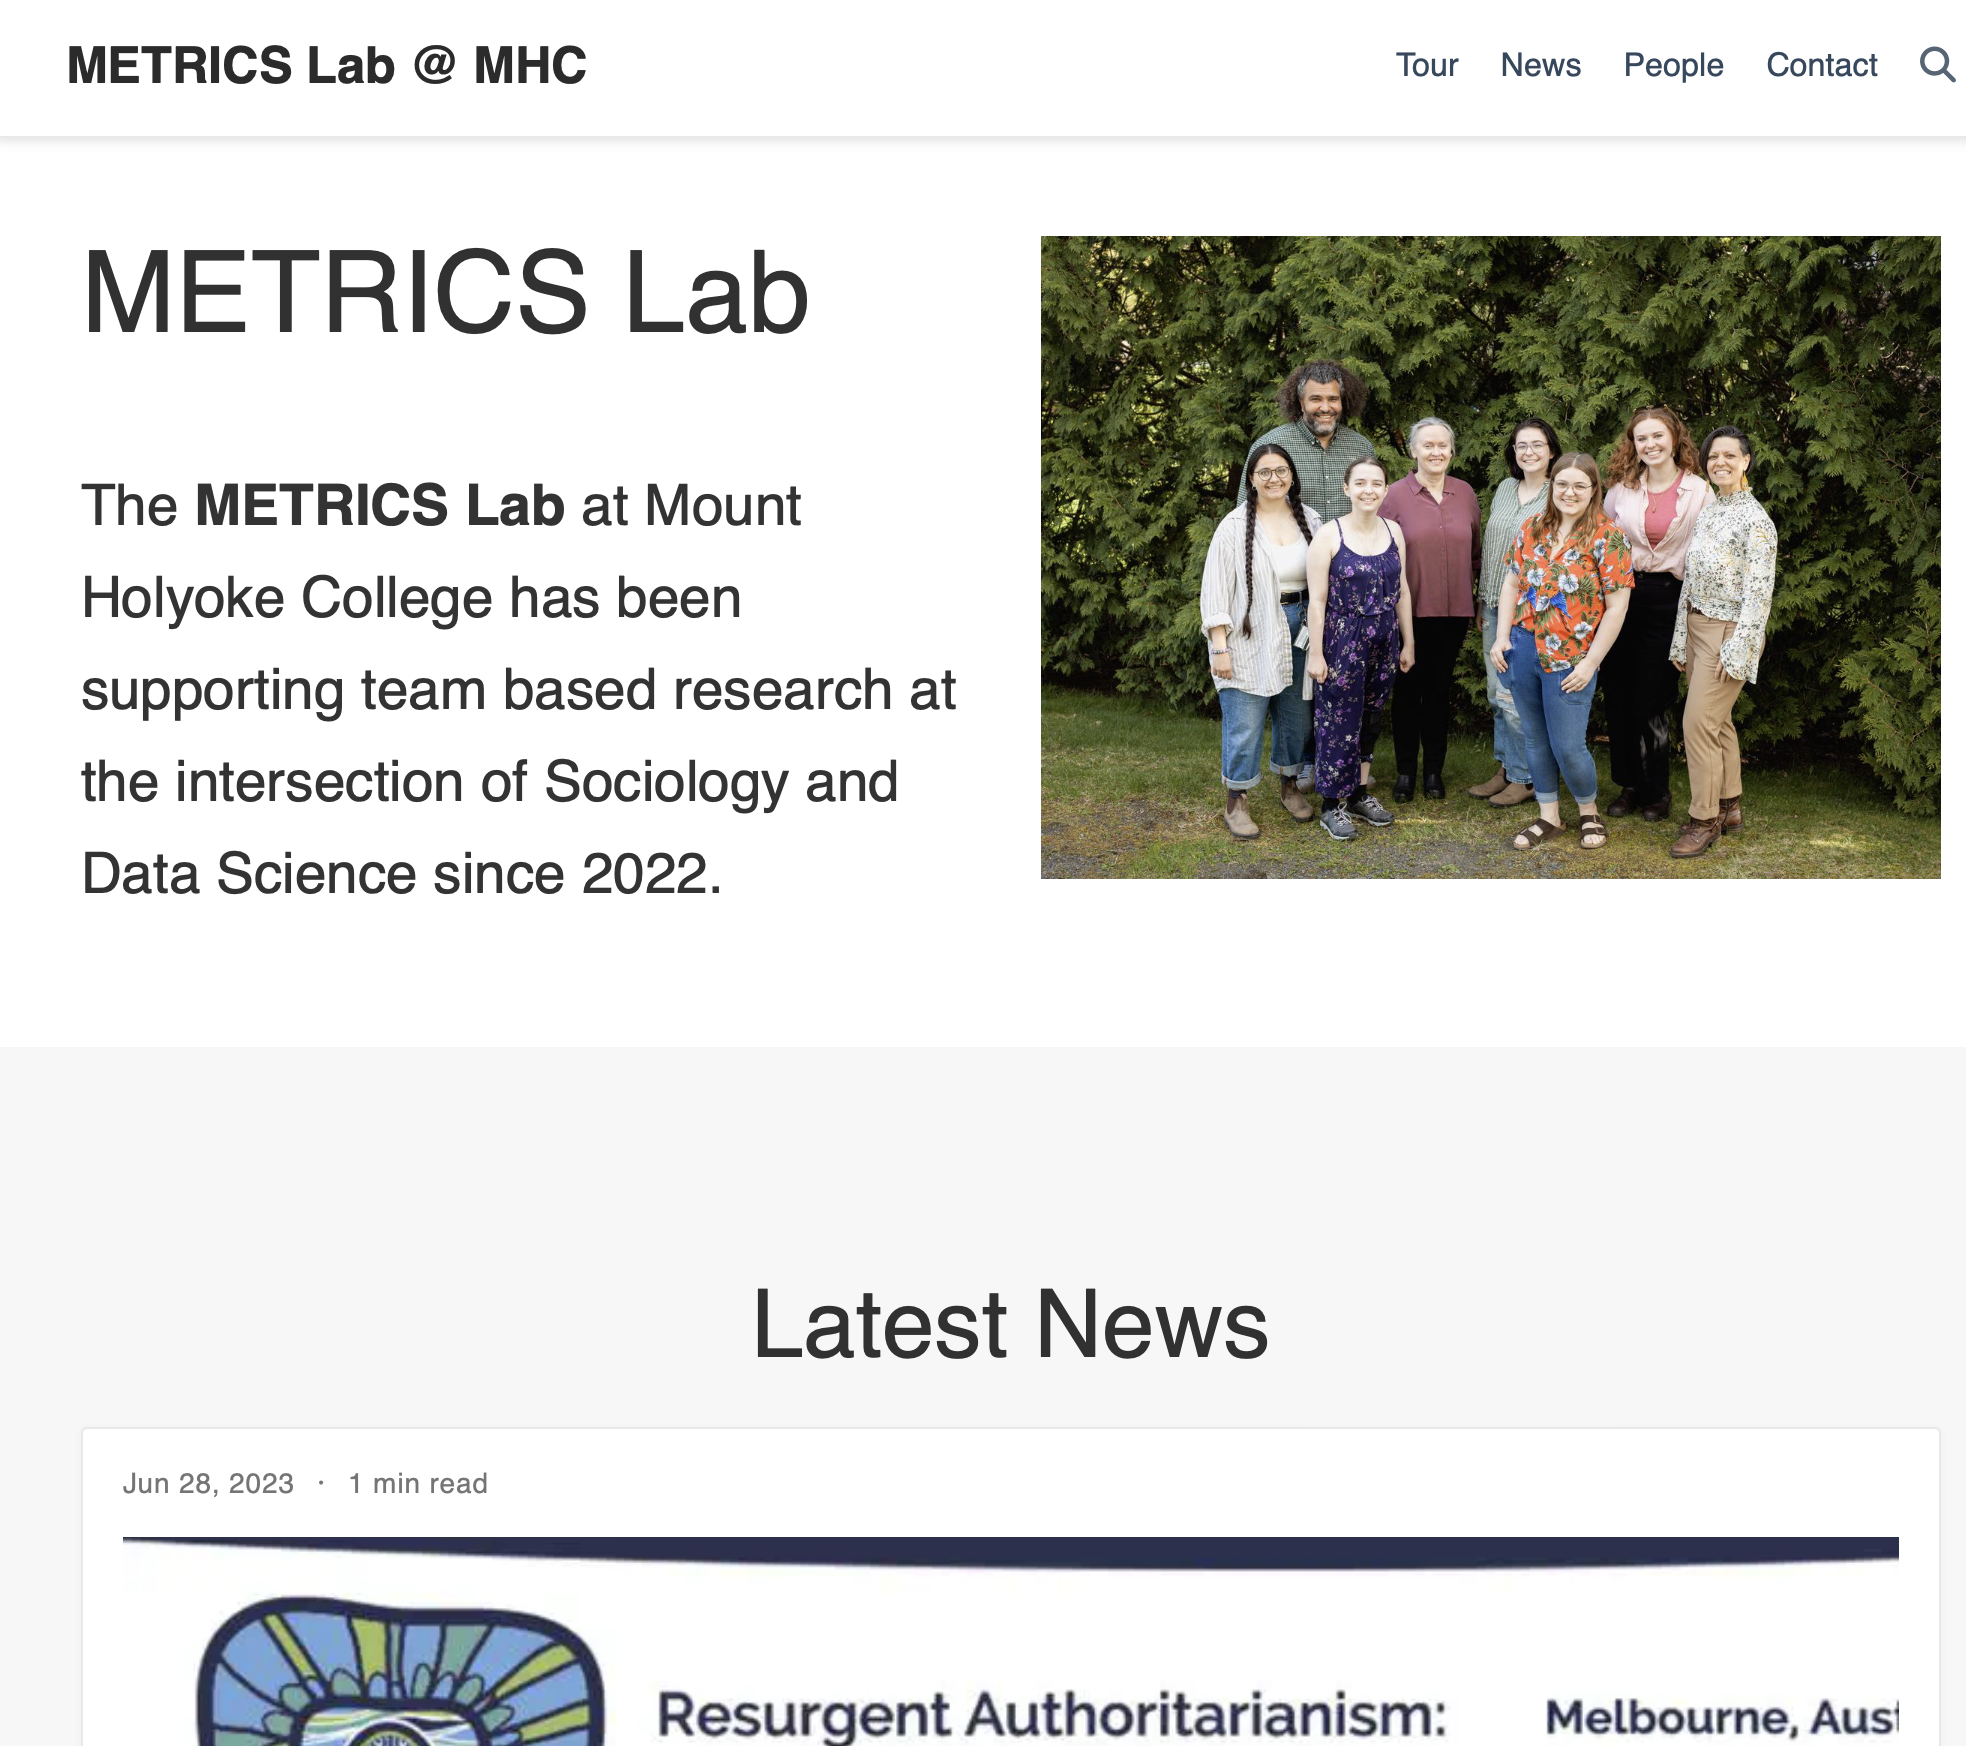 METRICS Lab @ MHC
Tour News People Contact
METRICS Lab
The METRICS Lab at Mount
Holyoke College has been
supporting team based research at
the intersection of Sociology and
Data Science since 2022.
Latest News
Jun 28, 2023 · 1 min read
Resurgent Authoritarianism:
Melbourne, Aust